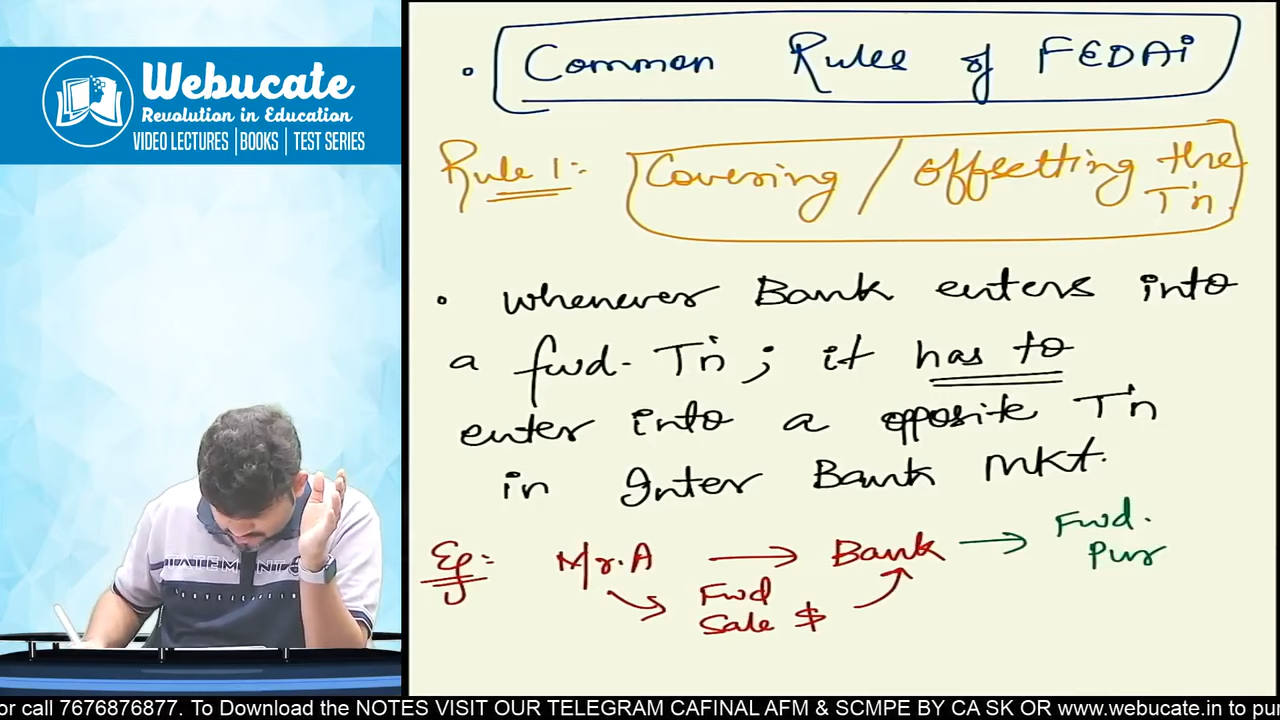 Webucate
Revolution in Education
VIDEO LECTURES | BOOKS | TEST SERIES
• Common Rules of FEDAi
Rule 1:- Covering / offsetting the Tn.
• whenever Bank enters into
a fwd- Tn ; it has to
enter into a opposite Tn
in Inter Bank Mkt.
Eg:- Mr. A → Bank → Fwd. Pur
Fwd
Sale $
or call 7676876877. To Download the NOTES VISIT OUR TELEGRAM CAFINAL AFM & SCMPE BY CA SK OR www.webucate.in to pur